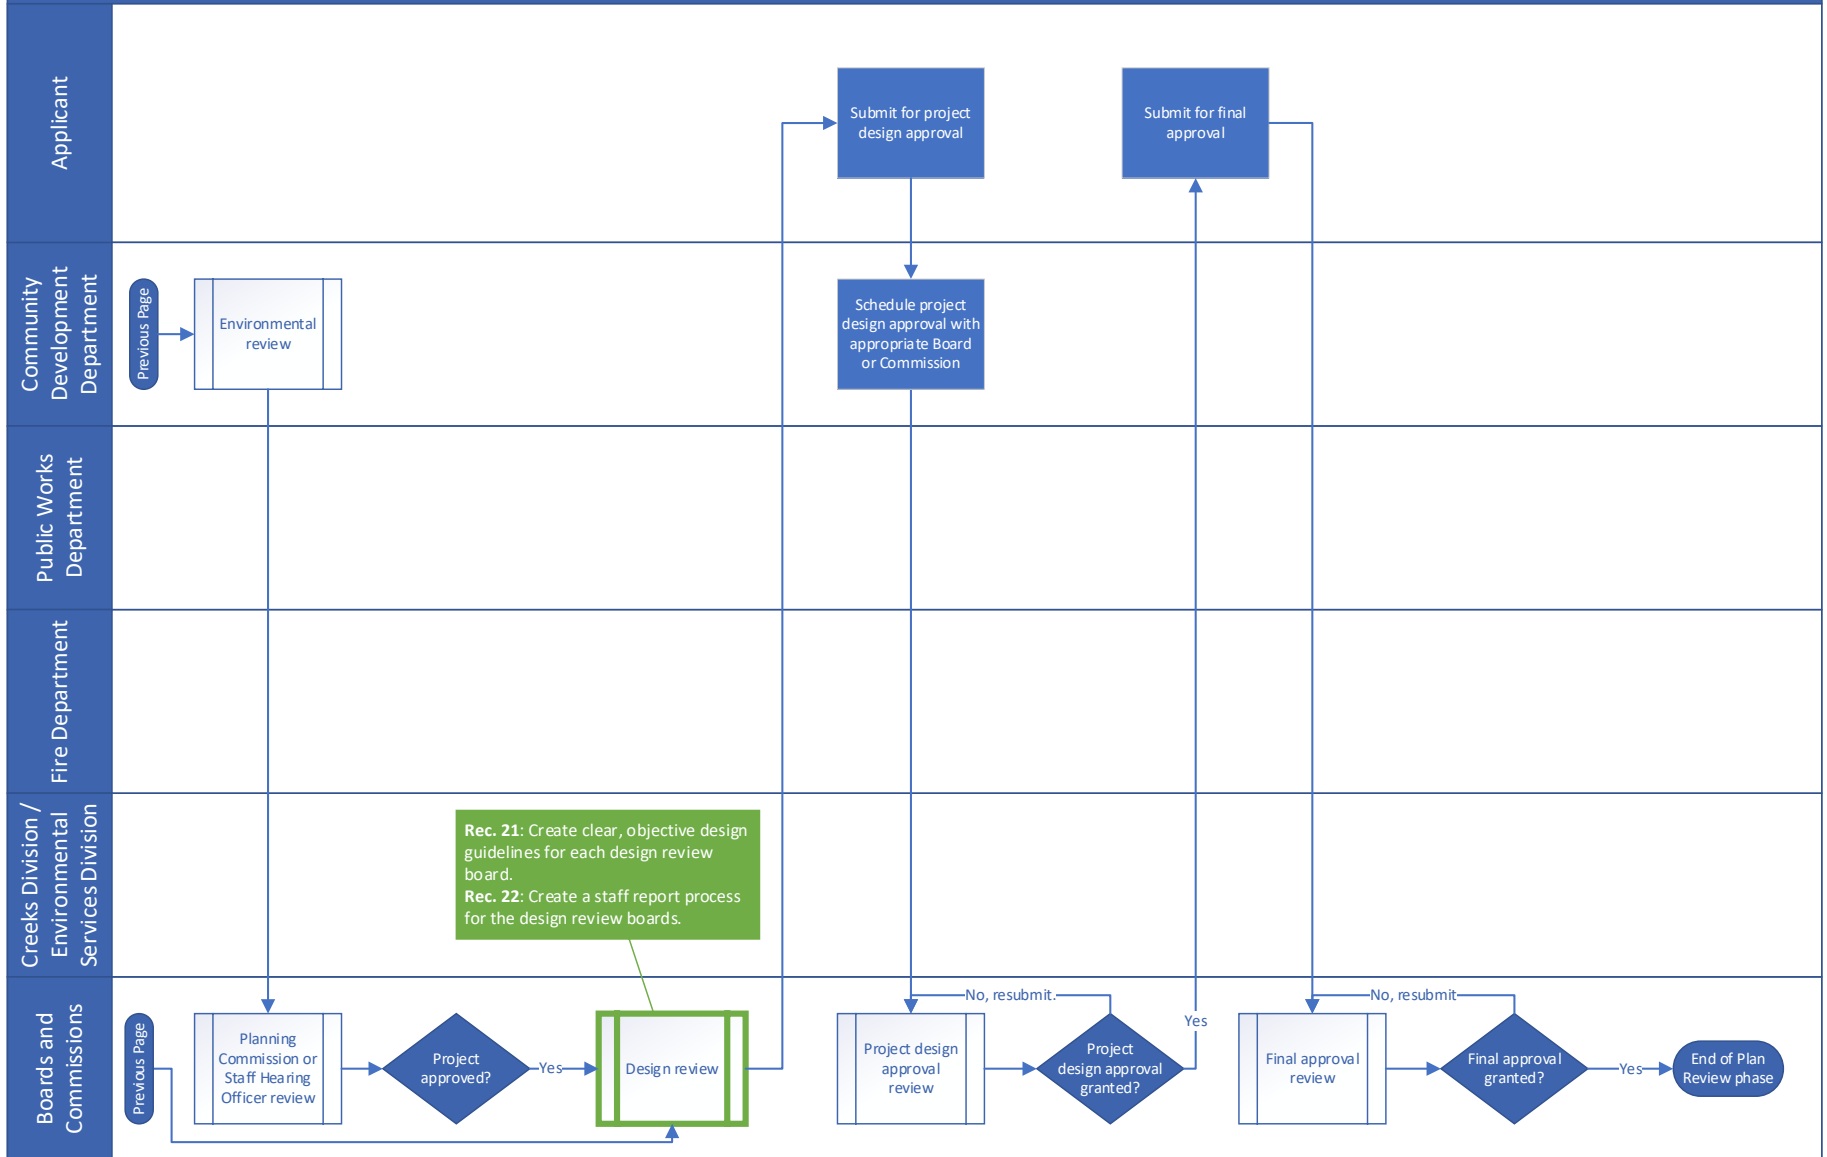 Applicant
Submit for project
design approval
Submit for final
approval
Community
Development
Department
Previous Page
Environmental
review
Schedule project
design approval with
appropriate Board
or Commission
Public Works
Department
Fire Department
Creeks Division /
Environmental
Services Division
Rec. 21: Create clear, objective design
guidelines for each design review
board.
Rec. 22: Create a staff report process
for the design review boards.
Boards and
Commissions
Previous Page
Planning
Commission or
Staff Hearing
Officer review
Project
approved?
Yes
Design review
No, resubmit.
Project design
approval
review
Project
design approval
granted?
Yes
No, resubmit
Final approval
review
Final approval
granted?
Yes
End of Plan
Review phase